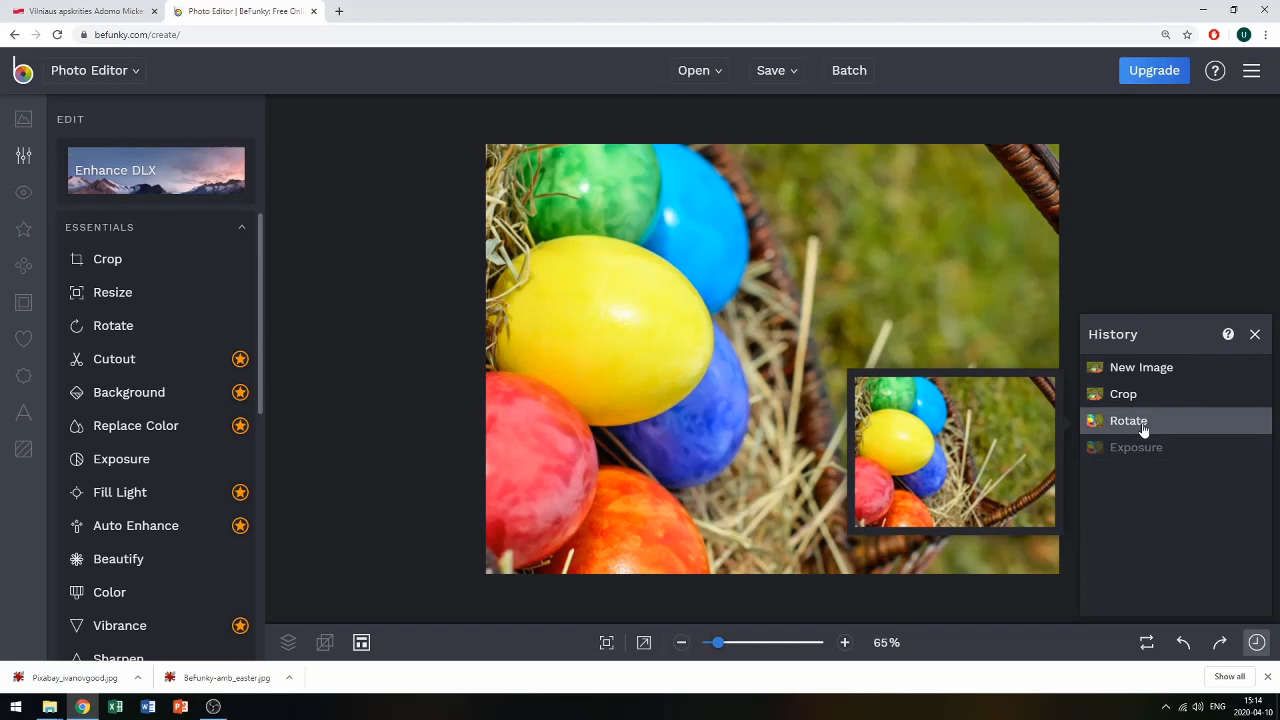 Vilniaus apskrities Adomo Micke
Photo Editor | BeFunky: Free Onli
befunky.com/create/
U
Photo Editor
Open
Save
Batch
Upgrade
?
EDIT
Enhance DLX
ESSENTIALS
Crop
Resize
Rotate
Cutout
Background
Replace Color
Exposure
Fill Light
Auto Enhance
Beautify
Color
Vibrance
Sharpen
History
?
New Image
Crop
Rotate
Exposure
65%
Pixabay_ivanovgood.jpg
BeFunky-amb_easter.jpg
Show all
ENG
15:14
2020-04-10